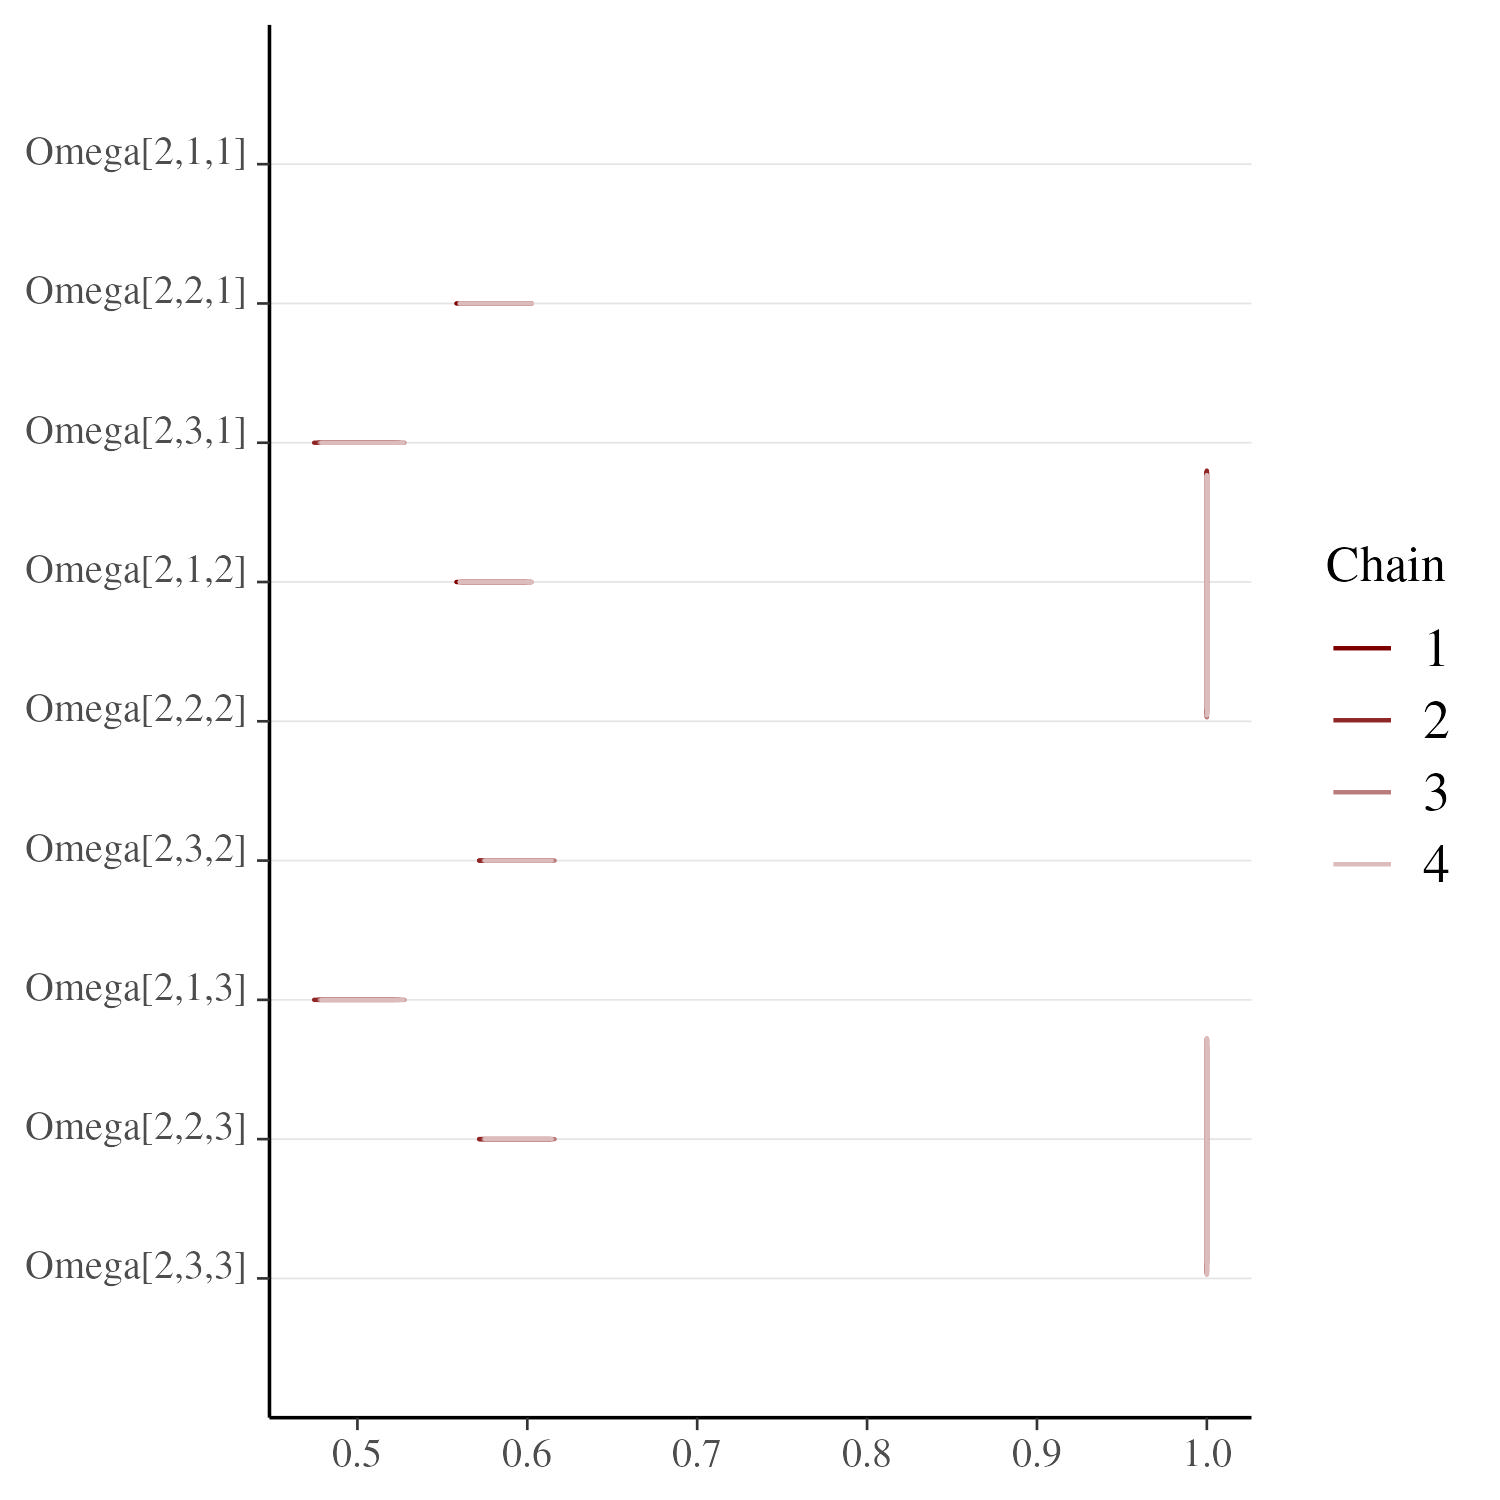 Omega[2,1,1]
Omega[2,2,1]
Omega[2,3,1]
Omega[2,1,2]
Omega[2,2,2]
Omega[2,3,2]
Omega[2,1,3]
Omega[2,2,3]
Omega[2,3,3]
0.5 0.6 0.7 0.8 0.9 1.0
Chain
1
2
3
4